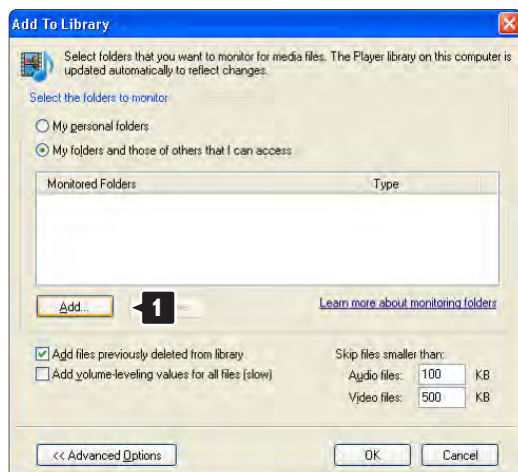 Add To Library
Select folders that you want to monitor for media files. The Player library on this computer is
updated automatically to reflect changes.
Select the folders to monitor
My personal folders
My folders and those of others that I can access
Monitored Folders Type
Add... 1 Learn more about monitoring folders
Add files previously deleted from library Skip files smaller than:
Add volume-leveling values for all files (slow) Audio files: 100 KB
Video files: 500 KB
<< Advanced Options OK Cancel